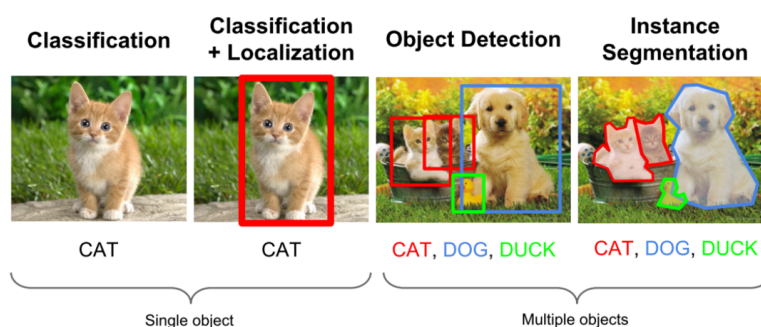 Classification
Classification
+ Localization
Object Detection
Instance
Segmentation
CAT
CAT
CAT, DOG, DUCK
CAT, DOG, DUCK
Single object
Multiple objects